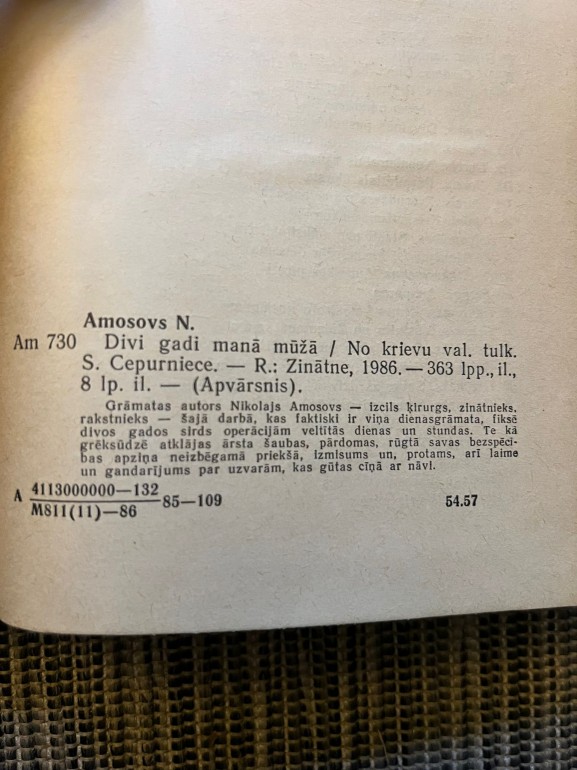 Amosovs N.
Am 730 Divi gadi manā mūžā / No krievu val. tulk.
S. Cepurniece. — R.: Zinātne, 1986. — 363 lpp., il.,
8 lp. il. — (Apvārsnis).
Grāmatas autors Nikolajs Amosovs — izcils ķirurgs, zinātnieks,
rakstnieks — šajā darbā, kas faktiski ir viņa dienasgrāmata, fiksē
divos gados sirds operācijām veltītās dienas un stundas. Te kā
grēksūdzē atklājas ārsta šaubas, pārdomas, rūgtā savas bezspēcī-
bas apziņa neizbēgamā priekšā, izmisums un, protams, arī laime
un gandarījums par uzvarām, kas gūtas cīņā ar nāvi.
A 4113000000—132
M811(11)—86 85—109 54.57